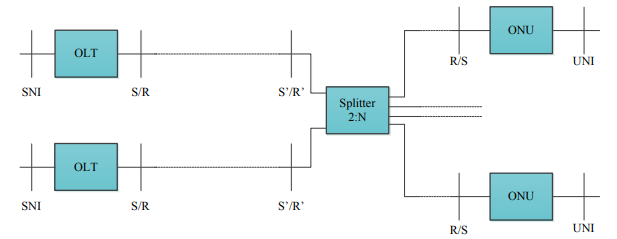 OLT
SNI
S/R
S'/R'
Splitter
2:N
OLT
SNI
S/R
S'/R'
ONU
R/S
UNI
ONU
R/S
UNI